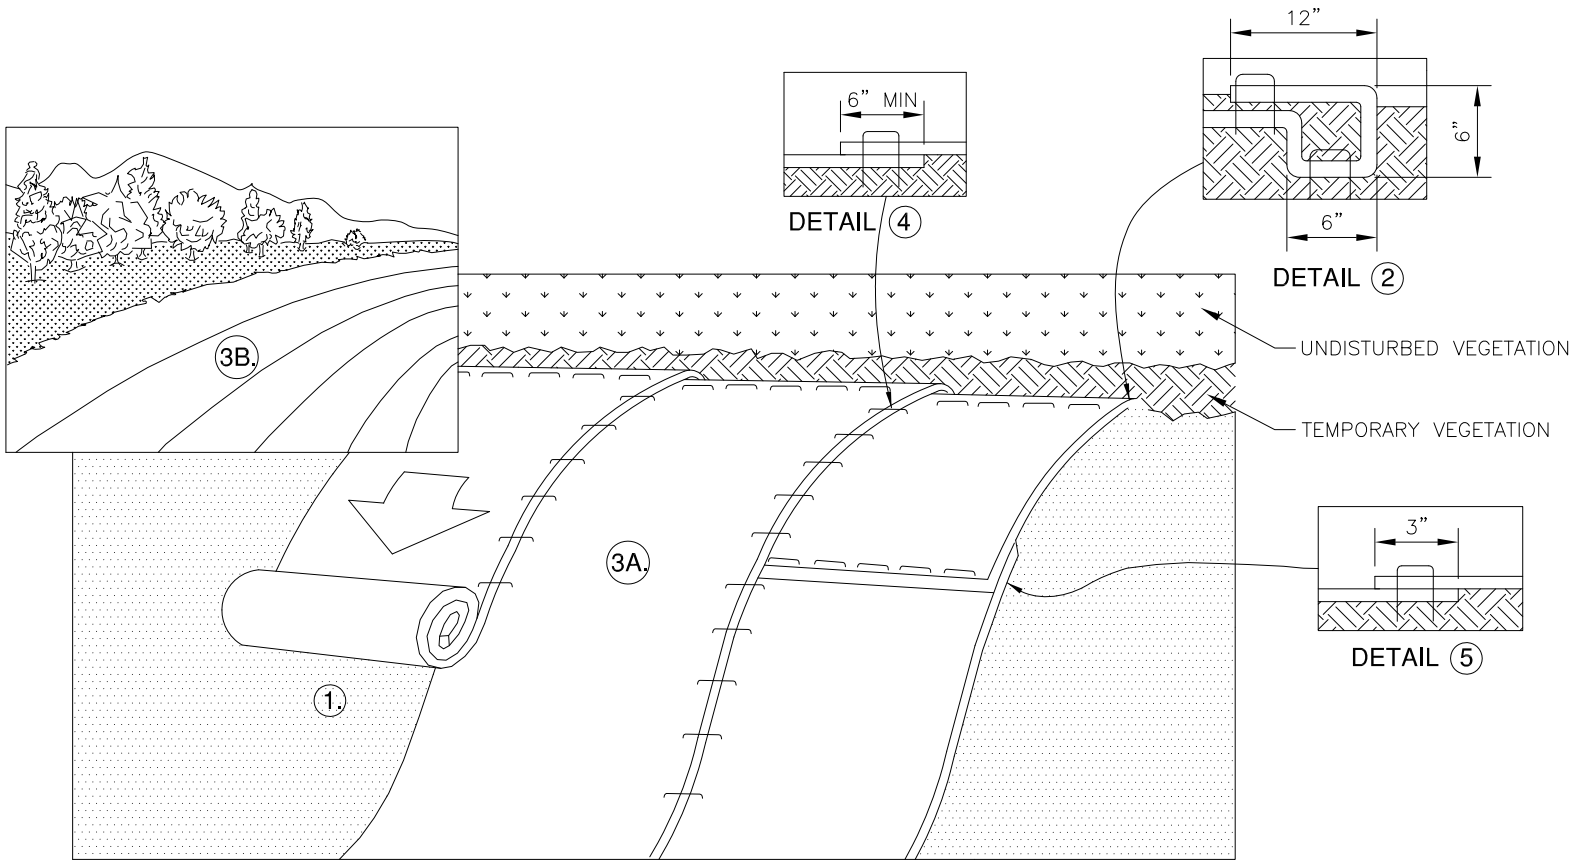 12”
6” MIN
6”
6”
DETAIL 4
DETAIL 2
3B.
UNDISTURBED VEGETATION
TEMPORARY VEGETATION
3A.
3”
DETAIL 5
1.